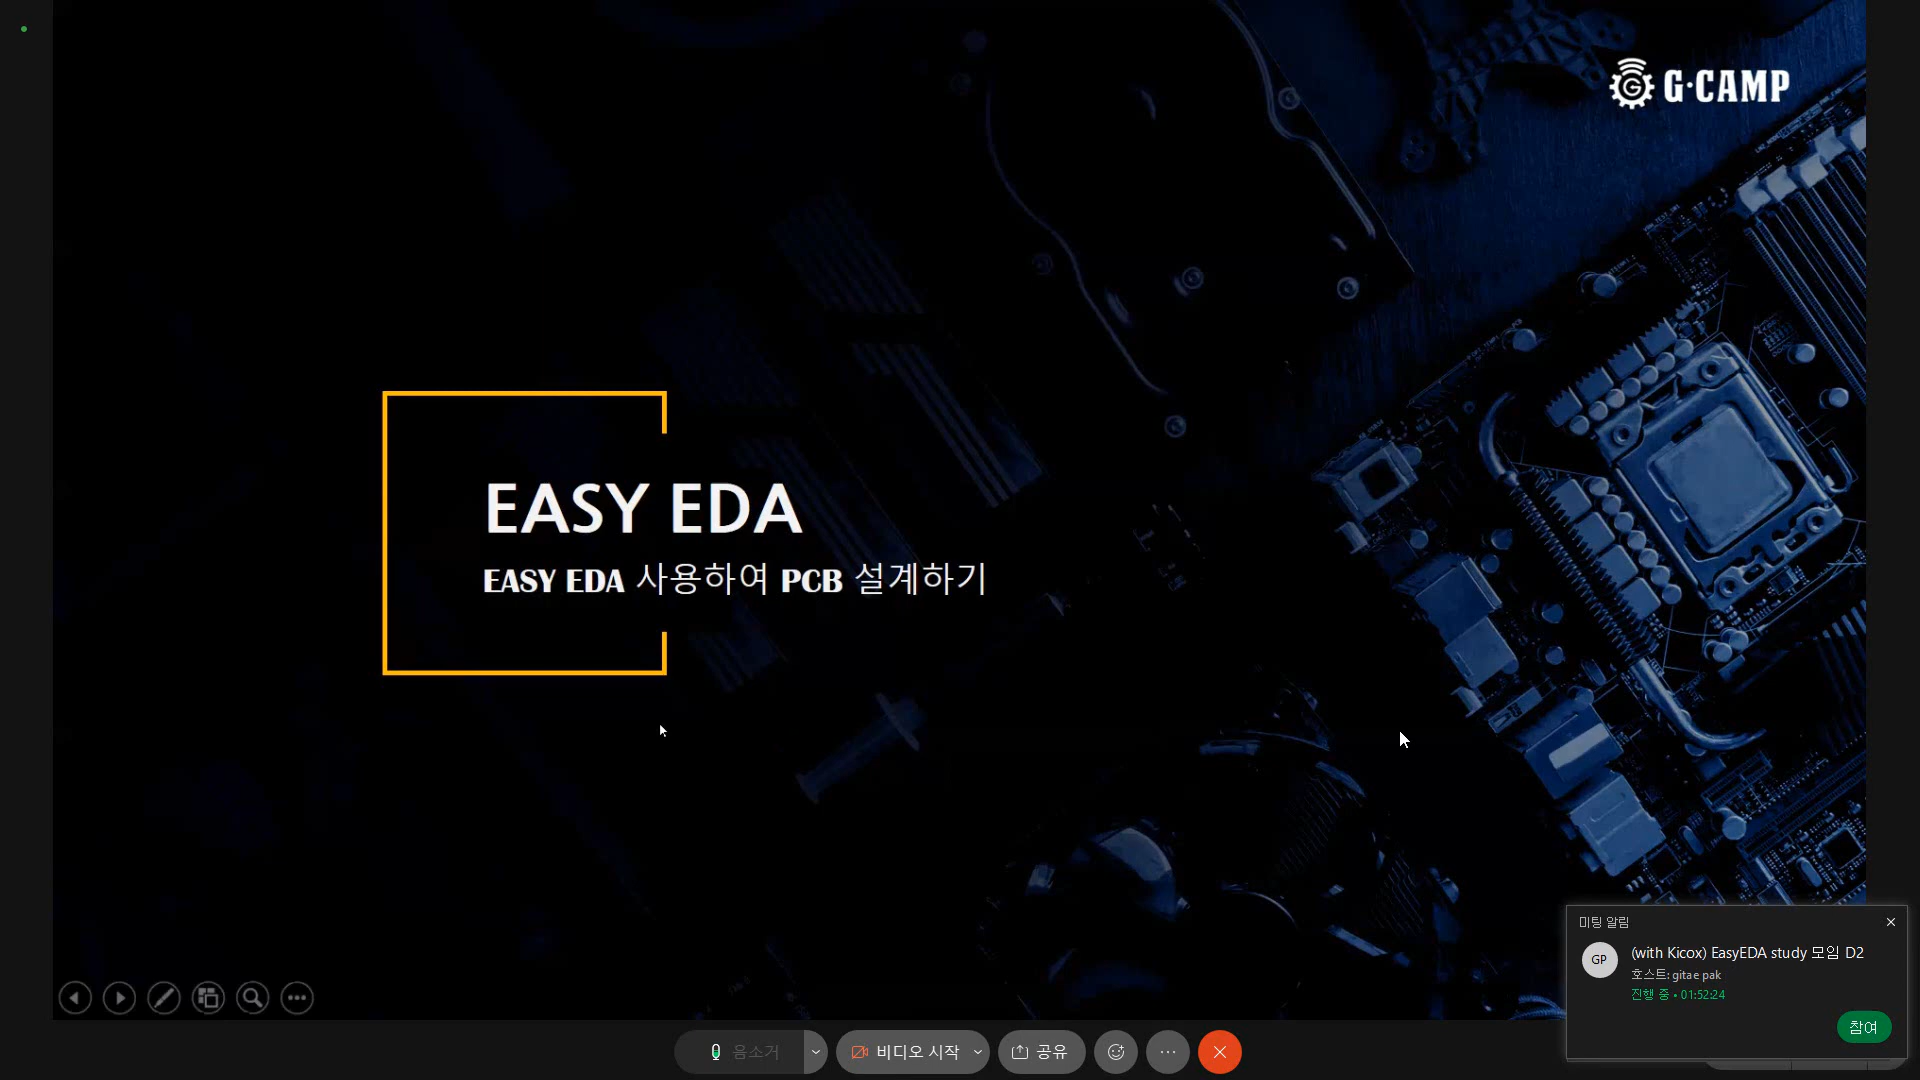 G·CAMP
EASY EDA
EASY EDA 사용하여 PCB 설계하기
미팅 알림
GP
(with Kicox) EasyEDA study 모임 D2
호스트: gitae pak
진행 중 • 01:52:24
참여
음소거
비디오 시작
공유